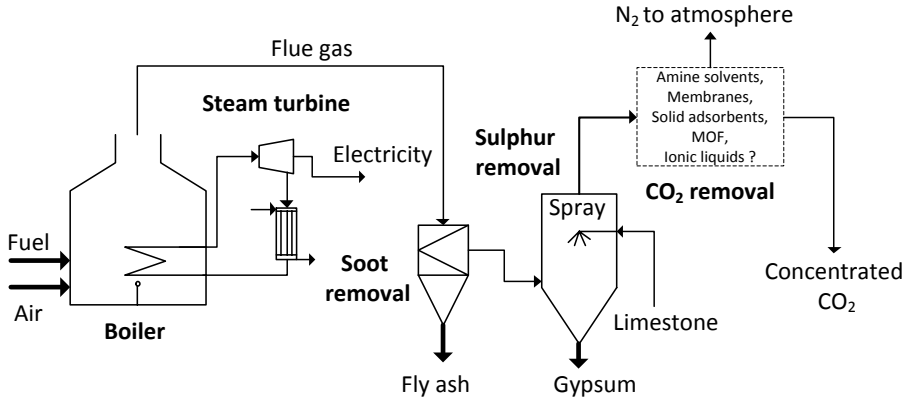 N₂ to atmosphere
Flue gas
Steam turbine
Electricity
Amine solvents,
Membranes,
Solid adsorbents,
MOF,
Ionic liquids ?
CO₂ removal
Sulphur
removal
Spray
Fuel
Air
Boiler
Soot
removal
Limestone
Concentrated
CO₂
Fly ash
Gypsum